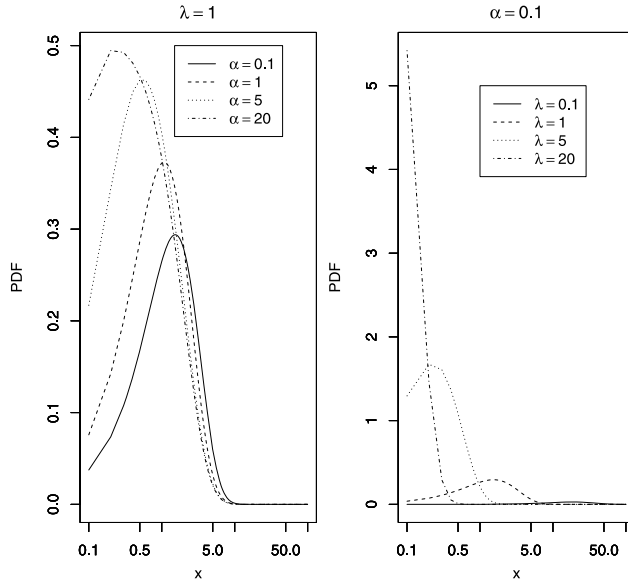 λ = 1
PDF
0.5
0.4
0.3
0.2
0.1
0.0
α = 0.1
α = 1
α = 5
α = 20
0.1
0.5
5.0
50.0
x
α = 0.1
PDF
5
4
3
2
1
0
λ = 0.1
λ = 1
λ = 5
λ = 20
0.1
0.5
5.0
50.0
x